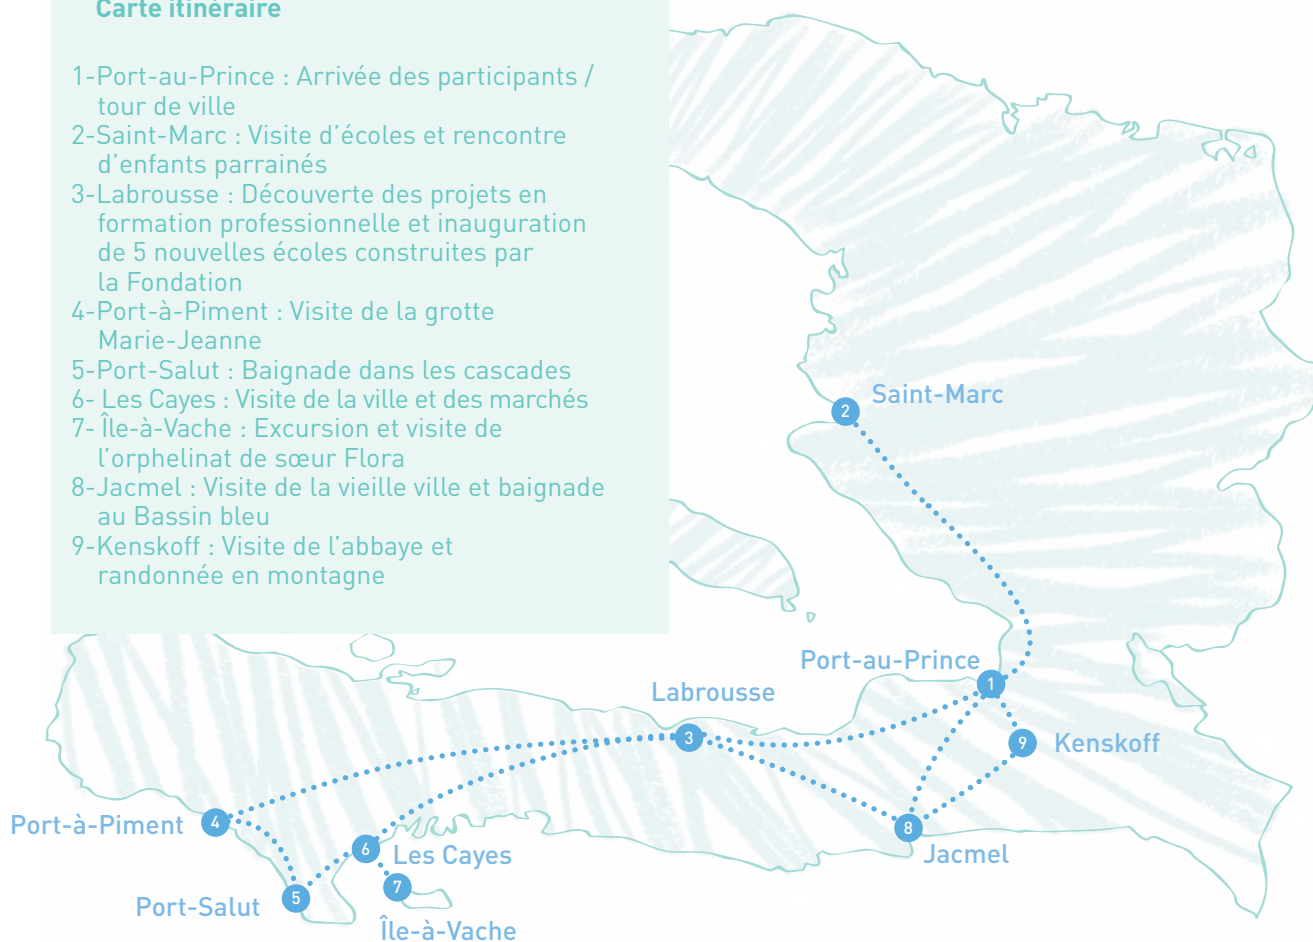 Carte itinéraire
1-Port-au-Prince : Arrivée des participants /
tour de ville
2-Saint-Marc : Visite d’écoles et rencontre
d’enfants parrainés
3-Labrousse : Découverte des projets en
formation professionnelle et inauguration
de 5 nouvelles écoles construites par
la Fondation
4-Port-à-Piment : Visite de la grotte
Marie-Jeanne
5-Port-Salut : Baignade dans les cascades
6- Les Cayes : Visite de la ville et des marchés
7- Île-à-Vache : Excursion et visite de
l’orphelinat de sœur Flora
8-Jacmel : Visite de la vieille ville et baignade
au Bassin bleu
9-Kenskoff : Visite de l’abbaye et
randonnée en montagne
Saint-Marc
2
Port-au-Prince
1
Labrousse
3
9
Kenskoff
Port-à-Piment
4
8
Jacmel
6
Les Cayes
7
5
Port-Salut
Île-à-Vache